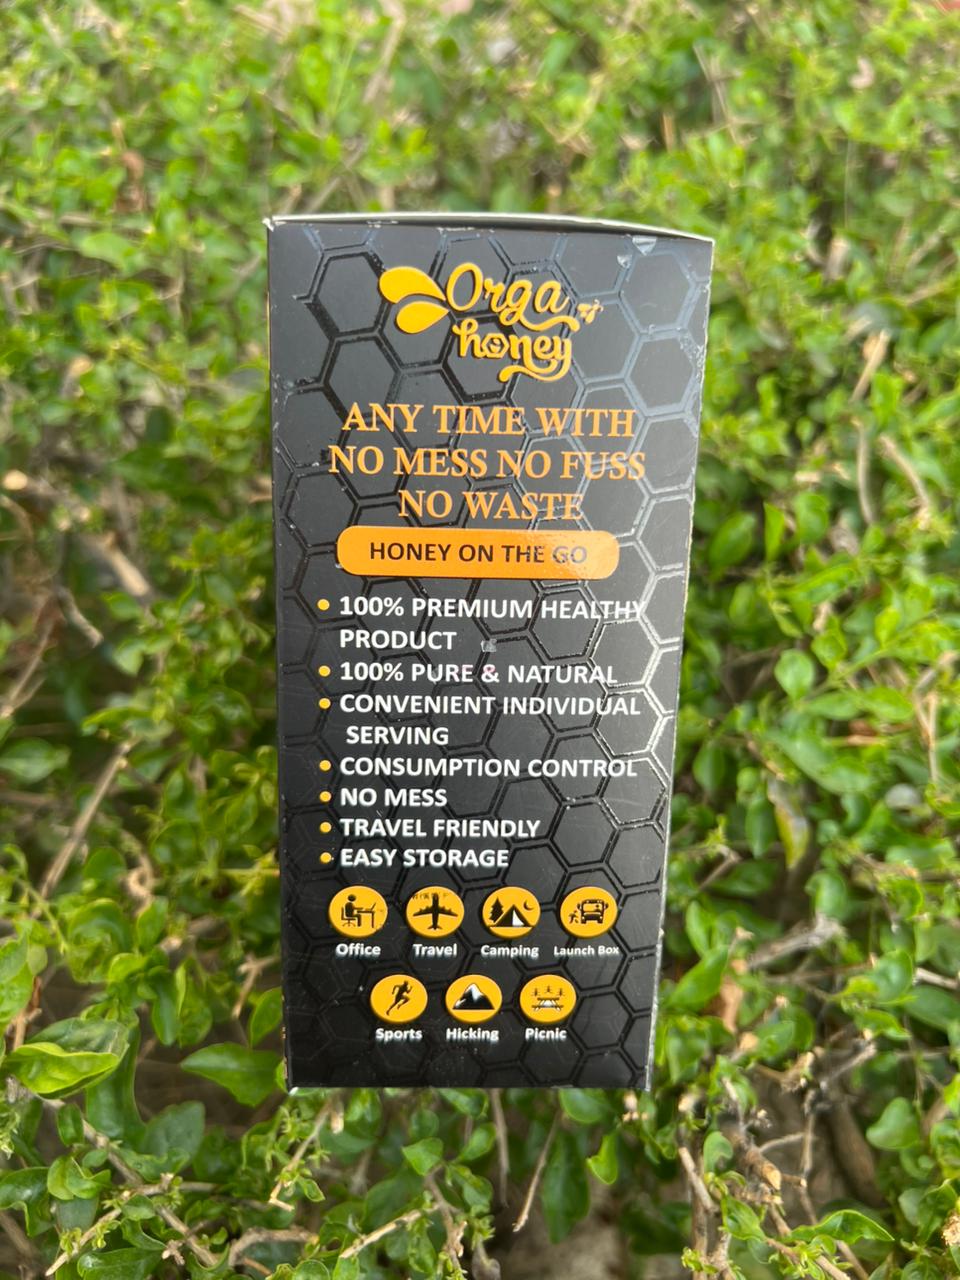 Orga
honey
ANY TIME WITH
NO MESS NO FUSS
NO WASTE
HONEY ON THE GO
• 100% PREMIUM HEALTHY
PRODUCT
• 100% PURE & NATURAL
• CONVENIENT INDIVIDUAL
SERVING
• CONSUMPTION CONTROL
• NO MESS
• TRAVEL FRIENDLY
• EASY STORAGE
Office Travel Camping Launch Box
Sports Hicking Picnic